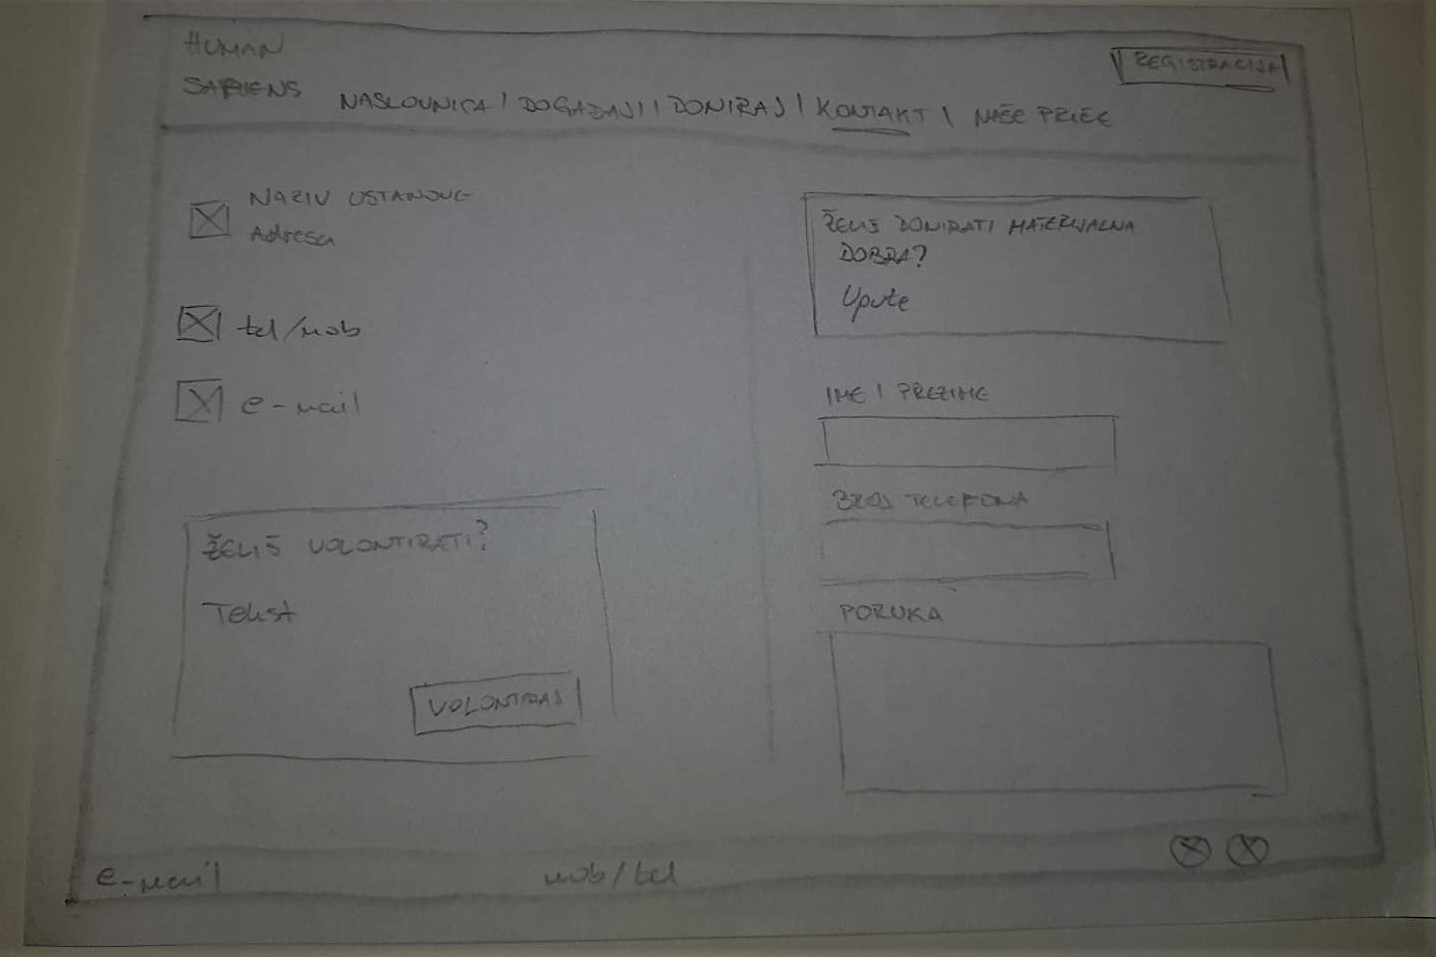 HUMAN
SAPIENS
REGISTRACIJA
NASLOVNICA | DOGAĐAJI | DONIRAJ | KONTAKT | NAŠE PRIČE
NAZIV USTANOVE
Adresa
tel/mob
e-mail
ŽELIŠ VOLONTIRATI?
Tekst
VOLONTIRAJ
ŽELIŠ DONIRATI MATERIJALNA
DOBRA?
Upute
IME I PREZIME
BROJ TELEFONA
PORUKA
e-mail
mob/tel